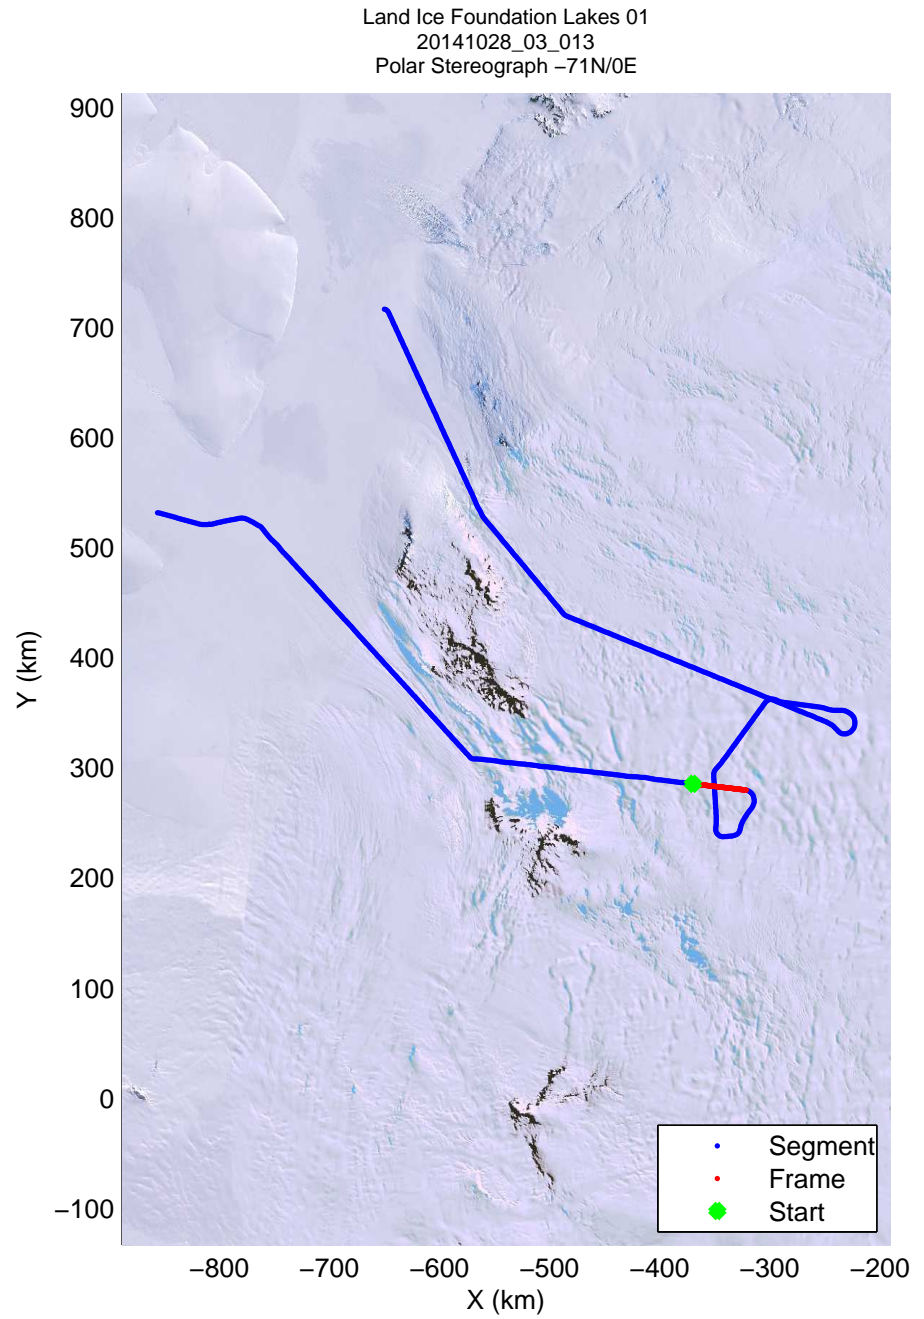 Land Ice Foundation Lakes 01
20141028_03_013
Polar Stereograph −71N/0E
900
800
700
600
500
400
300
200
100
0
−100
Y (km)
−800
−700
−600
−500
−400
−300
−200
X (km)
Segment
Frame
Start